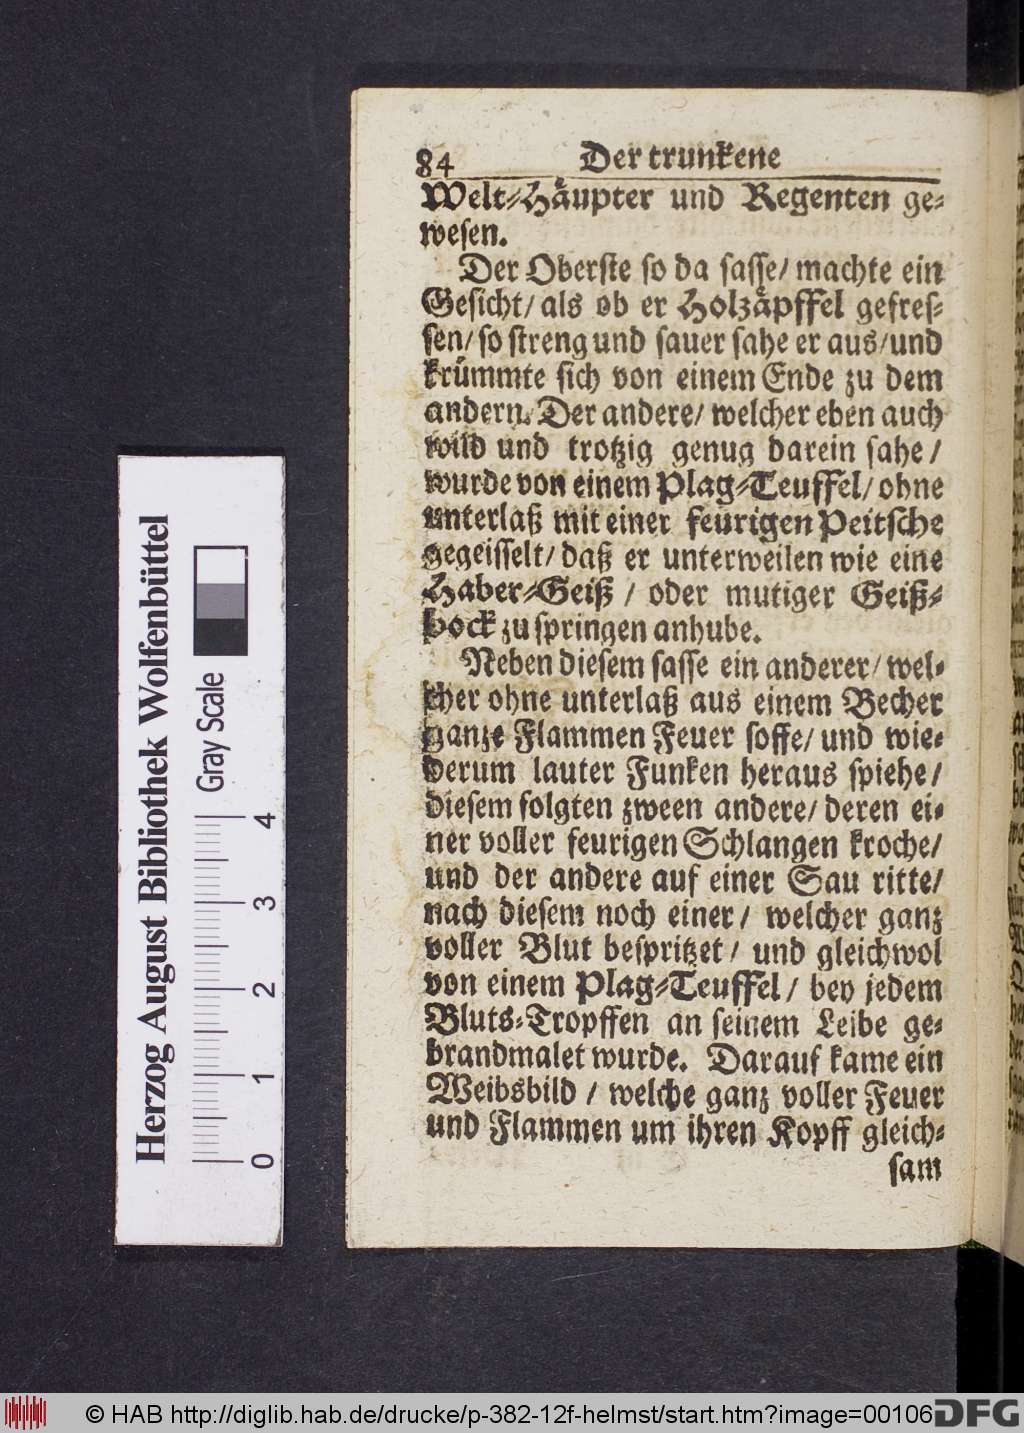 84 Der trunkene
Welt-Häupter und Regenten ge-
wesen.
Der Oberste so da sasse/ machte ein
Gesicht/ als ob er Holzäpffel gefres-
sen/ so streng und sauer sahe er aus/ und
krümmte sich von einem Ende zu dem
andern. Der andere/ welcher eben auch
wild und trotzig genug darein sahe/
wurde von einem Plag-Teuffel/ ohne
unterlaß mit einer feurigen Peitsche
gegeisselt/ daß er unterweilen wie eine
Haber-Geiß / oder mutiger Geiß-
bock zu springen anhube.
Neben diesem sasse ein anderer/ wel-
cher ohne unterlaß aus einem Becher
ganze Flammen Feuer soffe/ und wie-
derum lauter Funken heraus spiehe/
diesem folgten zween andere/ deren ei-
ner voller feurigen Schlangen kroche/
und der andere auf einer Sau ritte/
nach diesem noch einer/ welcher ganz
voller Blut bespritzet/ und gleichwol
von einem Plag-Teuffel/ bey jedem
Bluts-Tropffen an seinem Leibe ge-
brandmalet wurde. Darauf kame ein
Weibsbild / welche ganz voller Feuer
und Flammen um ihren Kopff gleich-
sam
Herzog August Bibliothek Wolfenbüttel
Gray Scale
0 1 2 3 4
© HAB http://diglib.hab.de/drucke/p-382-12f-helmst/start.htm?image=00106
DFG